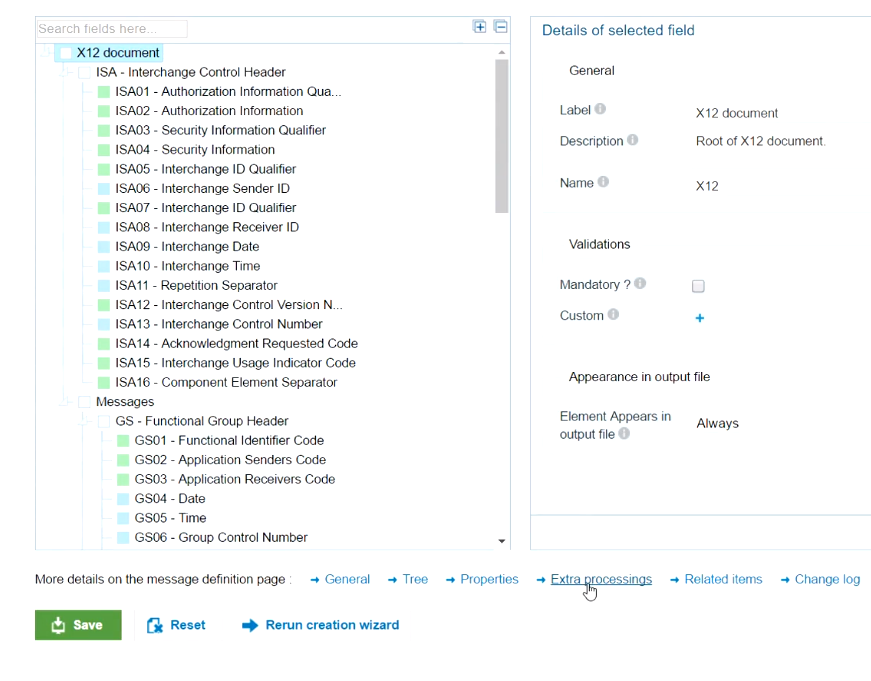 Search fields here...
X12 document
ISA - Interchange Control Header
ISA01 - Authorization Information Qua...
ISA02 - Authorization Information
ISA03 - Security Information Qualifier
ISA04 - Security Information
ISA05 - Interchange ID Qualifier
ISA06 - Interchange Sender ID
ISA07 - Interchange ID Qualifier
ISA08 - Interchange Receiver ID
ISA09 - Interchange Date
ISA10 - Interchange Time
ISA11 - Repetition Separator
ISA12 - Interchange Control Version N...
ISA13 - Interchange Control Number
ISA14 - Acknowledgment Requested Code
ISA15 - Interchange Usage Indicator Code
ISA16 - Component Element Separator
Messages
GS - Functional Group Header
GS01 - Functional Identifier Code
GS02 - Application Senders Code
GS03 - Application Receivers Code
GS04 - Date
GS05 - Time
GS06 - Group Control Number
Details of selected field
General
Label X12 document
Description Root of X12 document.
Name X12
Validations
Mandatory ?
Custom +
Appearance in output file
Element Appears in
output file Always
More details on the message definition page : → General → Tree → Properties → Extra processings → Related items → Change log
Save Reset Rerun creation wizard